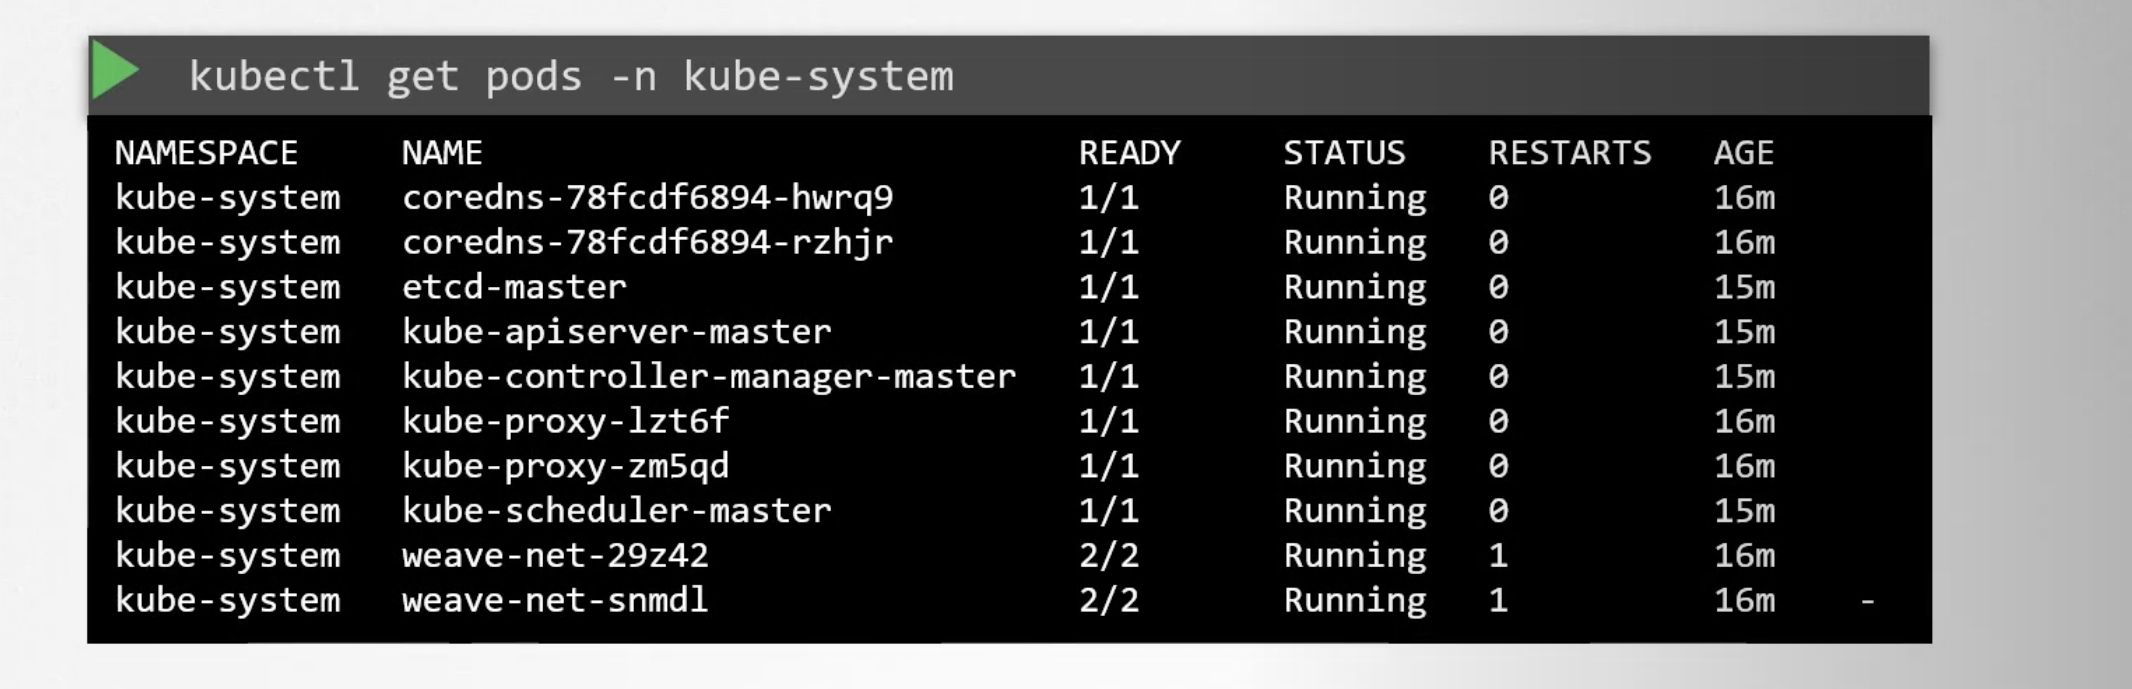 kubectl get pods -n kube-system
NAMESPACE NAME READY STATUS RESTARTS AGE
kube-system coredns-78fcdf6894-hwrq9 1/1 Running 0 16m
kube-system coredns-78fcdf6894-rzhjr 1/1 Running 0 16m
kube-system etcd-master 1/1 Running 0 15m
kube-system kube-apiserver-master 1/1 Running 0 15m
kube-system kube-controller-manager-master 1/1 Running 0 15m
kube-system kube-proxy-lzt6f 1/1 Running 0 16m
kube-system kube-proxy-zm5qd 1/1 Running 0 16m
kube-system kube-scheduler-master 1/1 Running 0 15m
kube-system weave-net-29z42 2/2 Running 1 16m
kube-system weave-net-snmdl 2/2 Running 1 16m -